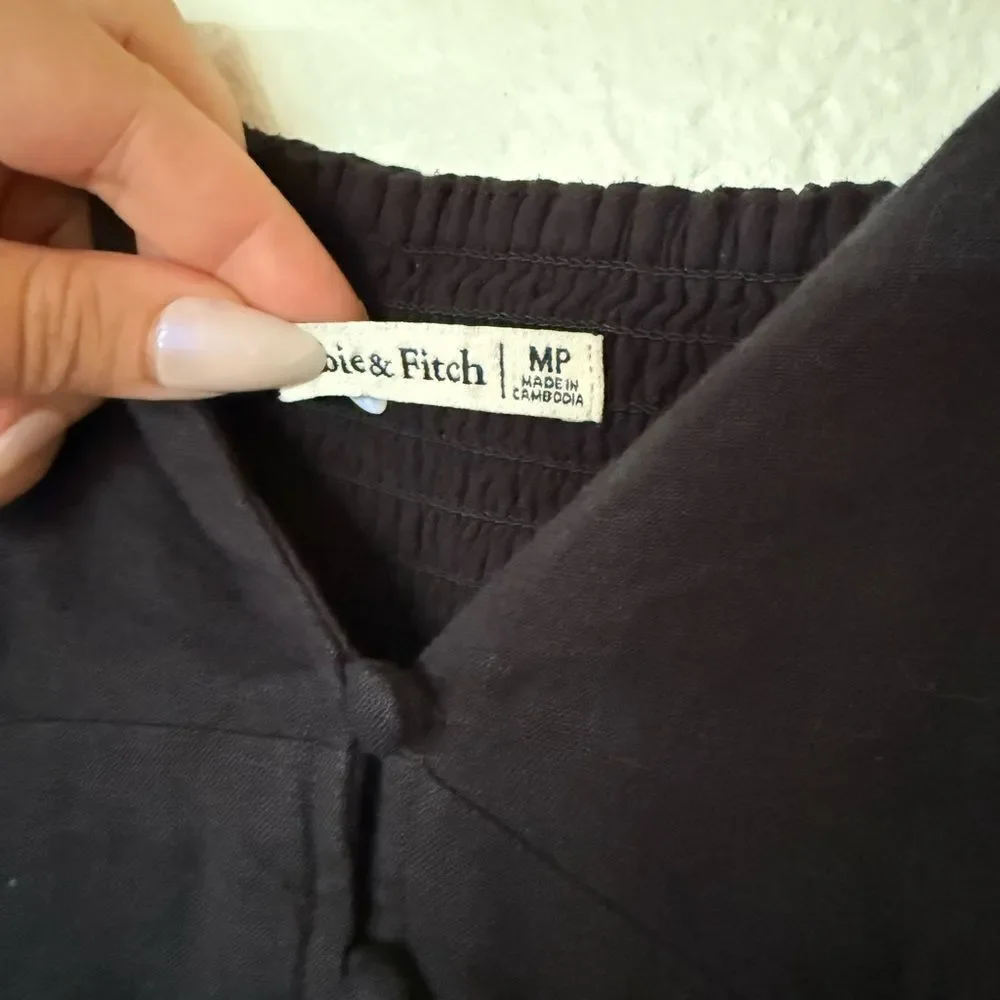 bie & Fitch
MP
MADE IN
CAMBODIA